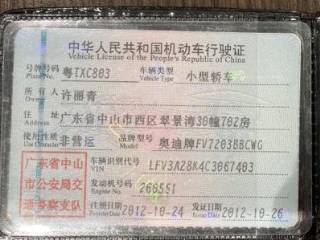 中华人民共和国机动车行驶证
Vehicle License of the People's Republic of China
号牌号码 粤TXC803 车辆类型 小型轿车
Plate No. Vehicle Type
所有人 许丽青
Owner
住址 广东省中山市西区翠景湾30幢702房
Address
使用性质 非营运 品牌型号 奥迪牌FV7203BBCWG
Use Character Model
广东省中山
市公安局交
通警察支队
车辆识别代号 LFV3A28K4C3067403
VIN
发动机号码 260551
Engine No.
注册日期 2012-10-24 发证日期 2012-10-26
Register Date Issue Date